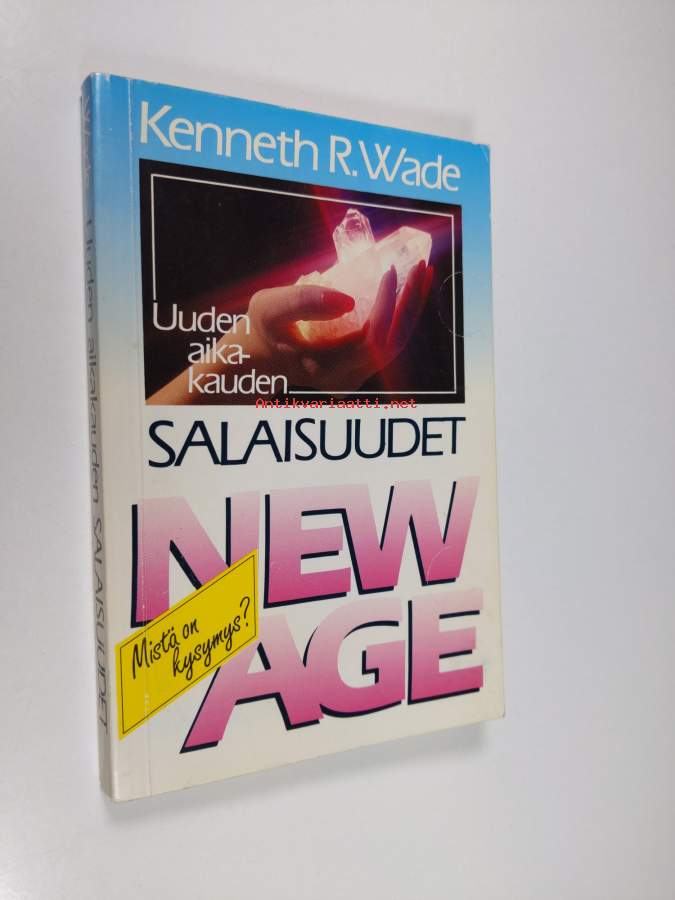 Kenneth R. Wade
Uuden
aika-
kauden
Antikvariaatti.net
SALAISUUDET
NEW
AGE
Mistä on
kysymys?
Wade Uuden aikakauden SALAISUUDET